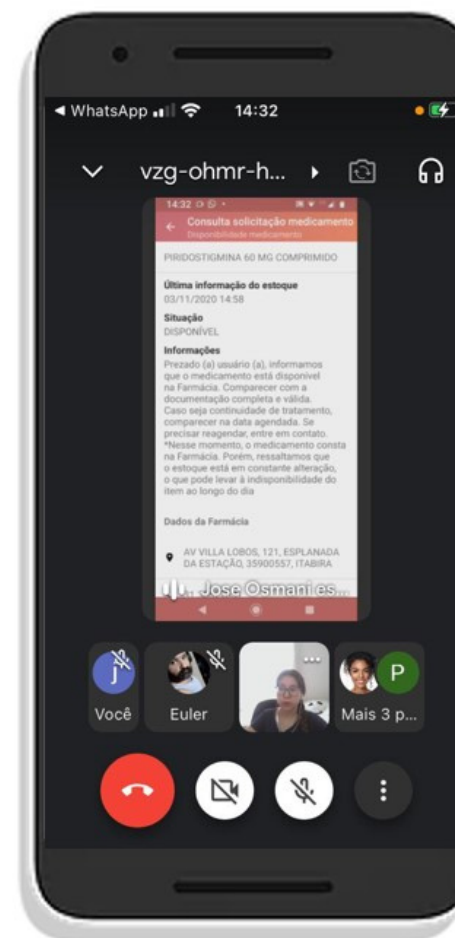 WhatsApp
14:32
vzg-ohmr-h...
14:32
Consulta solicitação medicamento
Disponibilidade medicamento
PIRIDOSTIGMINA 60 MG COMPRIMIDO
Última informação do estoque
03/11/2020 14:58
Situação
DISPONÍVEL
Informações
Prezado (a) usuário (a), informamos
que o medicamento está disponível
na Farmácia. Comparecer com a
documentação completa e válida.
Caso seja continuidade de tratamento,
comparecer na data agendada. Se
precisar reagendar, entre em contato.
*Nesse momento, o medicamento consta
na Farmácia. Porém, ressaltamos que
o estoque está em constante alteração,
o que pode levar à indisponibilidade do
item ao longo do dia
Dados da Farmácia
AV VILLA LOBOS, 121, ESPLANADA
DA ESTAÇÃO, 35900557, ITABIRA
Jose Osmani es...
j
P
Você
Euler
Mais 3 p...